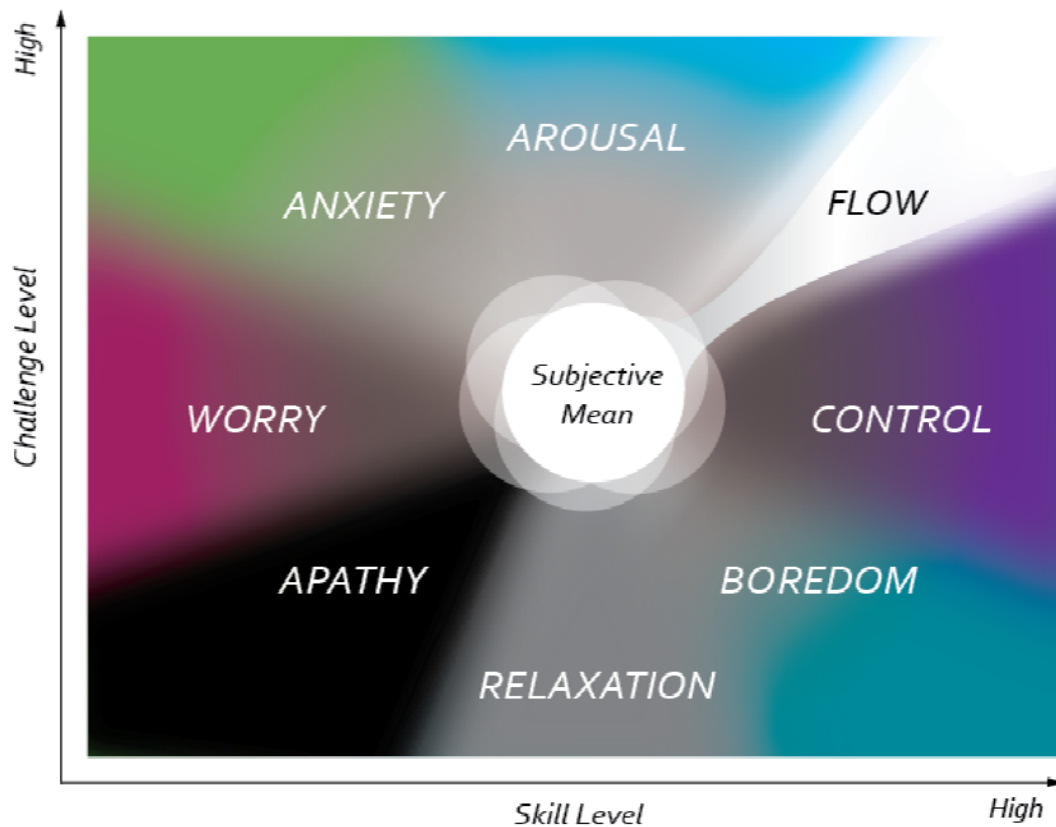 High
AROUSAL
ANXIETY
FLOW
Challenge Level
Subjective
Mean
WORRY
CONTROL
APATHY
BOREDOM
RELAXATION
Skill Level
High